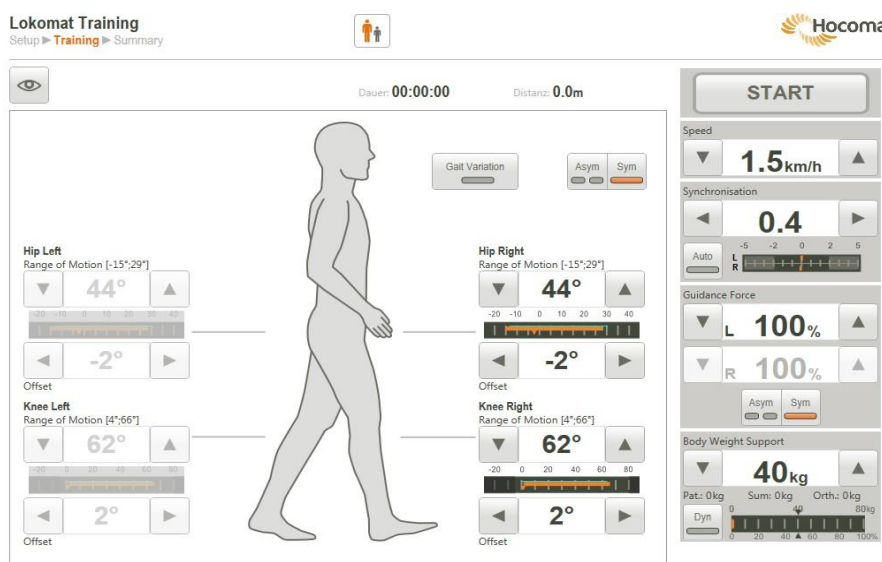 Lokomat Training
Setup ▶ Training ▶ Summary
Hocoma
Dauer: 00:00:00
Distanz: 0.0m
START
Gait Variation
Asym Sym
Speed
1.5 km/h
Synchronisation
0.4
Auto
-5 -2 0 2 5
L
R
Guidance Force
L 100%
R 100%
Asym Sym
Body Weight Support
40 kg
Pat.: 0kg Sum: 0kg Orth.: 0kg
Dyn
0 40 80kg
0 20 40 60 80 100%
Hip Left
Range of Motion [-15°;29°]
44°
-20 -10 0 10 20 30 40
-2°
Offset
Knee Left
Range of Motion [4°;66°]
62°
-20 0 20 40 60 80
2°
Offset
Hip Right
Range of Motion [-15°;29°]
44°
-20 -10 0 10 20 30 40
-2°
Offset
Knee Right
Range of Motion [4°;66°]
62°
-20 0 20 40 60 80
2°
Offset